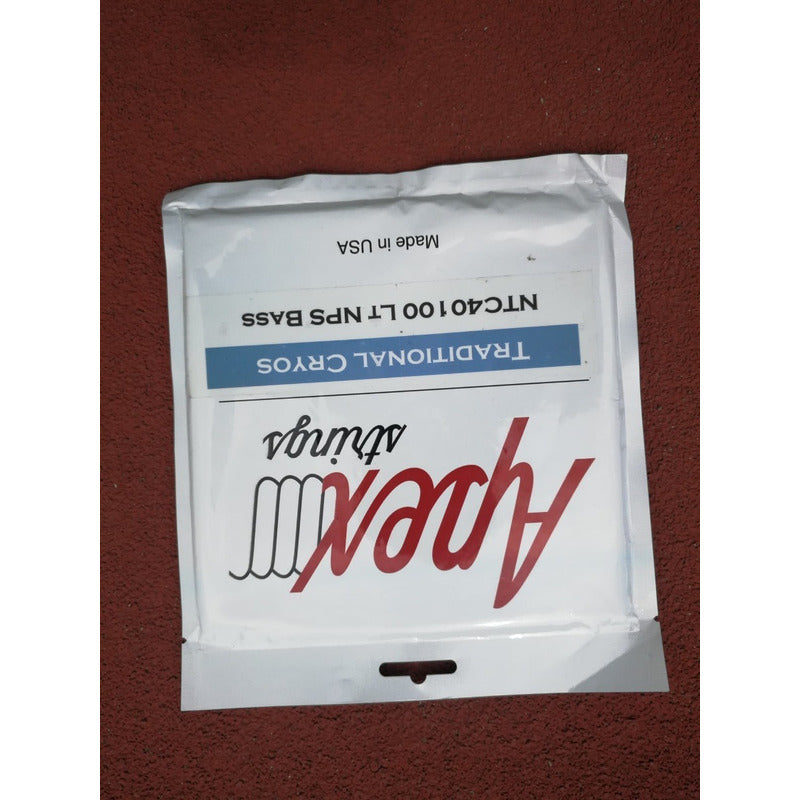 Apex
strings
TRADITIONAL CRYOS
NTC40100 LT NPS BASS
Made in USA